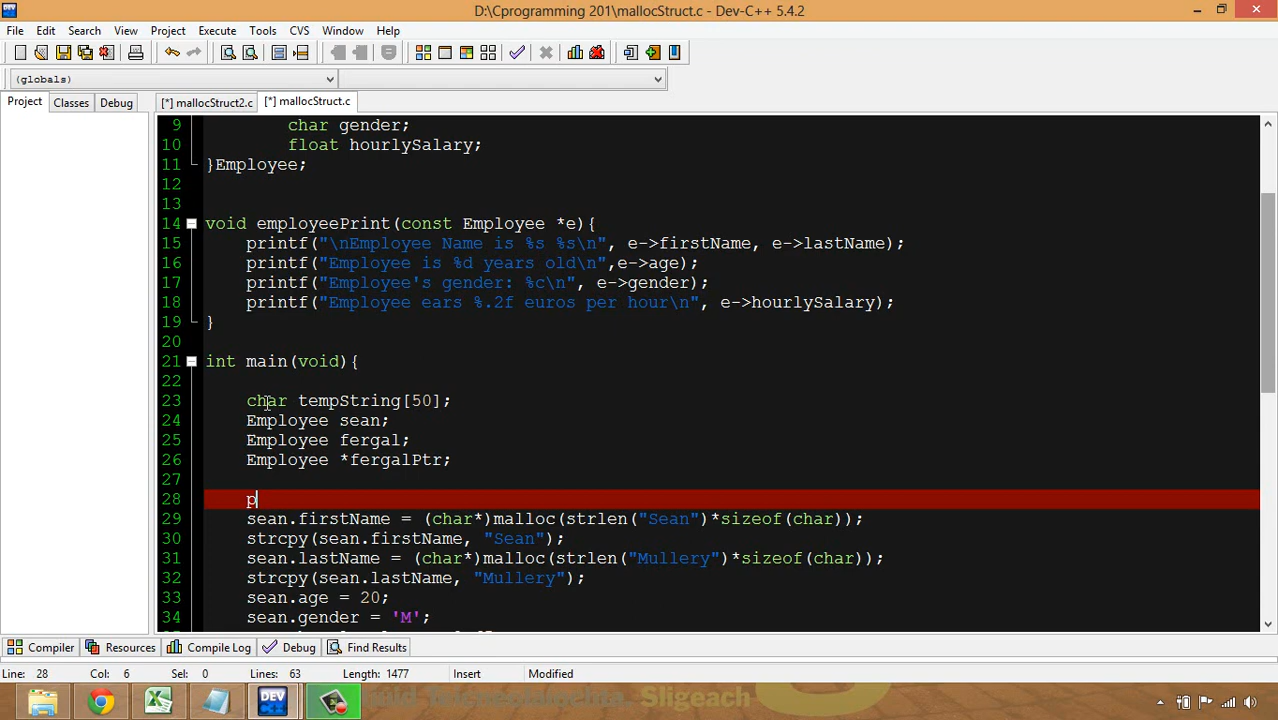 D:\Cprogramming 201\mallocStruct.c - Dev-C++ 5.4.2
File Edit Search View Project Execute Tools CVS Window Help
(globals)
Project Classes Debug [*] mallocStruct2.c [*] mallocStruct.c
9 char gender;
10 float hourlySalary;
11 }Employee;
12
13
14 void employeePrint(const Employee *e){
15 printf("\nEmployee Name is %s %s\n", e->firstName, e->lastName);
16 printf("Employee is %d years old\n",e->age);
17 printf("Employee's gender: %c\n", e->gender);
18 printf("Employee ears %.2f euros per hour\n", e->hourlySalary);
19 }
20
21 int main(void){
22
23 char tempString[50];
24 Employee sean;
25 Employee fergal;
26 Employee *fergalPtr;
27
28 p
29 sean.firstName = (char*)malloc(strlen("Sean")*sizeof(char));
30 strcpy(sean.firstName, "Sean");
31 sean.lastName = (char*)malloc(strlen("Mullery")*sizeof(char));
32 strcpy(sean.lastName, "Mullery");
33 sean.age = 20;
34 sean.gender = 'M';
Compiler Resources Compile Log Debug Find Results
Line: 28 Col: 6 Sel: 0 Lines: 63 Length: 1477 Insert Modified
DEV Sligeach